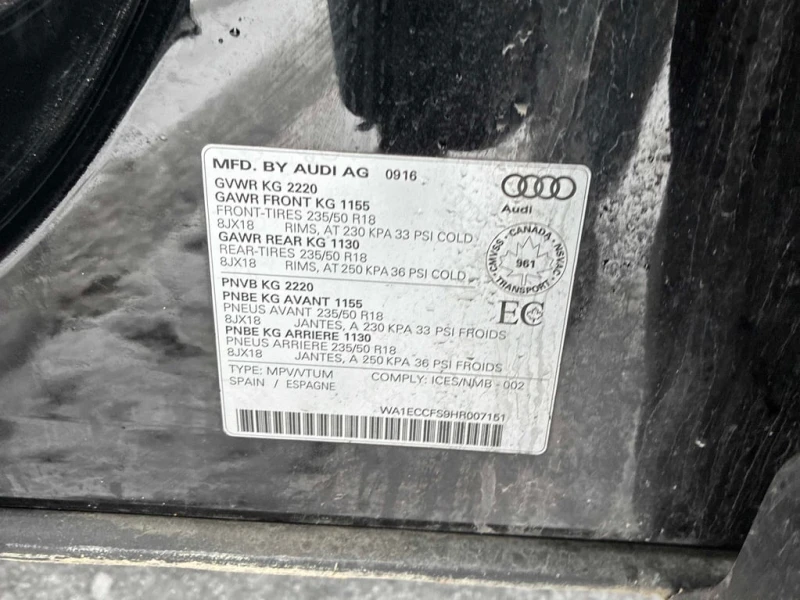 MFD. BY AUDI AG 0916
GVWR KG 2220
GAWR FRONT KG 1155
FRONT-TIRES 235/50 R18
8JX18 RIMS, AT 230 KPA 33 PSI COLD
GAWR REAR KG 1130
REAR-TIRES 235/50 R18
8JX18 RIMS, AT 250 KPA 36 PSI COLD
Audi
CMVSS - CANADA - NSVAC
961
TRANSPORT
PNVB KG 2220
PNBE KG AVANT 1155
PNEUS AVANT 235/50 R18
8JX18 JANTES, A 230 KPA 33 PSI FROIDS
PNBE KG ARRIERE 1130
PNEUS ARRIERE 235/50 R18
8JX18 JANTES, A 250 KPA 36 PSI FROIDS
EC
TYPE: MPV/VTUM COMPLY: ICES/NMB - 002
SPAIN / ESPAGNE
WA1ECCFS9HR007151